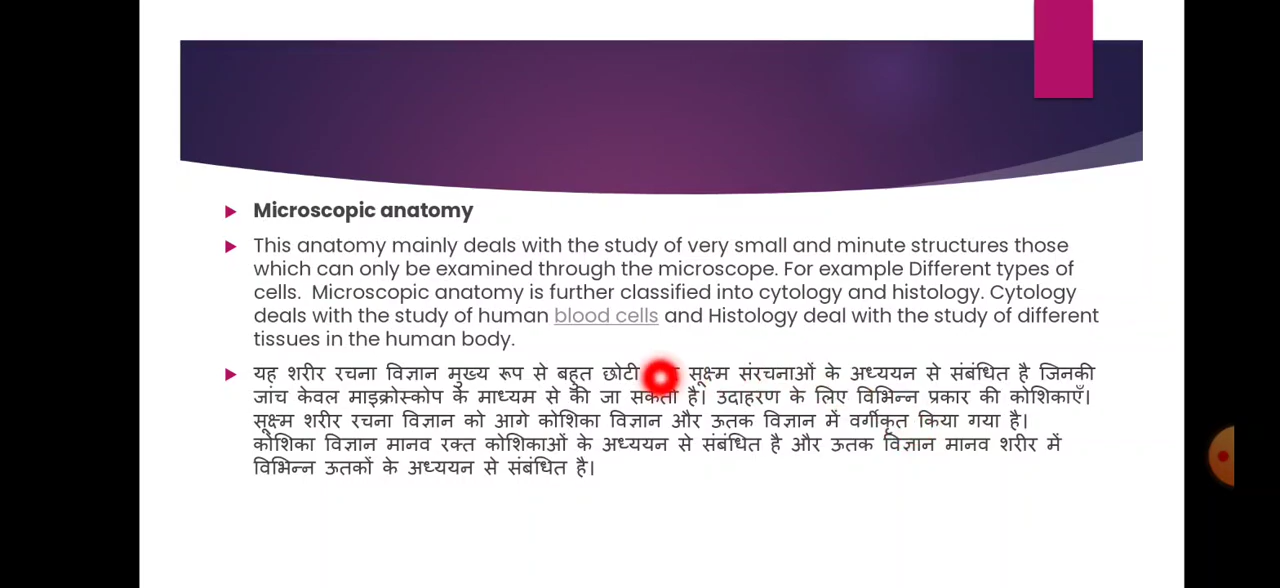 Microscopic anatomy
This anatomy mainly deals with the study of very small and minute structures those
which can only be examined through the microscope. For example Different types of
cells. Microscopic anatomy is further classified into cytology and histology. Cytology
deals with the study of human blood cells and Histology deal with the study of different
tissues in the human body.
यह शरीर रचना विज्ञान मुख्य रूप से बहुत छोटी सूक्ष्म संरचनाओं के अध्ययन से संबंधित है जिनकी
जांच केवल माइक्रोस्कोप के माध्यम से की जा सकती है। उदाहरण के लिए विभिन्न प्रकार की कोशिकाएँ।
सूक्ष्म शरीर रचना विज्ञान को आगे कोशिका विज्ञान और ऊतक विज्ञान में वर्गीकृत किया गया है।
कोशिका विज्ञान मानव रक्त कोशिकाओं के अध्ययन से संबंधित है और ऊतक विज्ञान मानव शरीर में
विभिन्न ऊतकों के अध्ययन से संबंधित है।